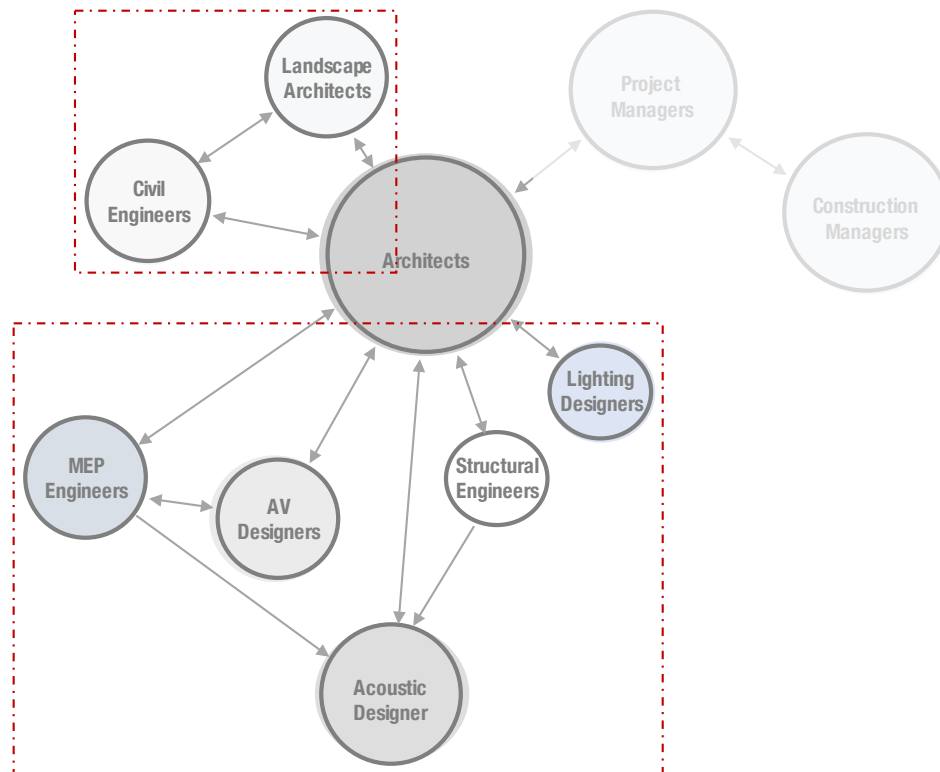 Landscape
Architects
Project
Managers
Civil
Engineers
Construction
Managers
Architects
Lighting
Designers
MEP
Engineers
Structural
Engineers
AV
Designers
Acoustic
Designer